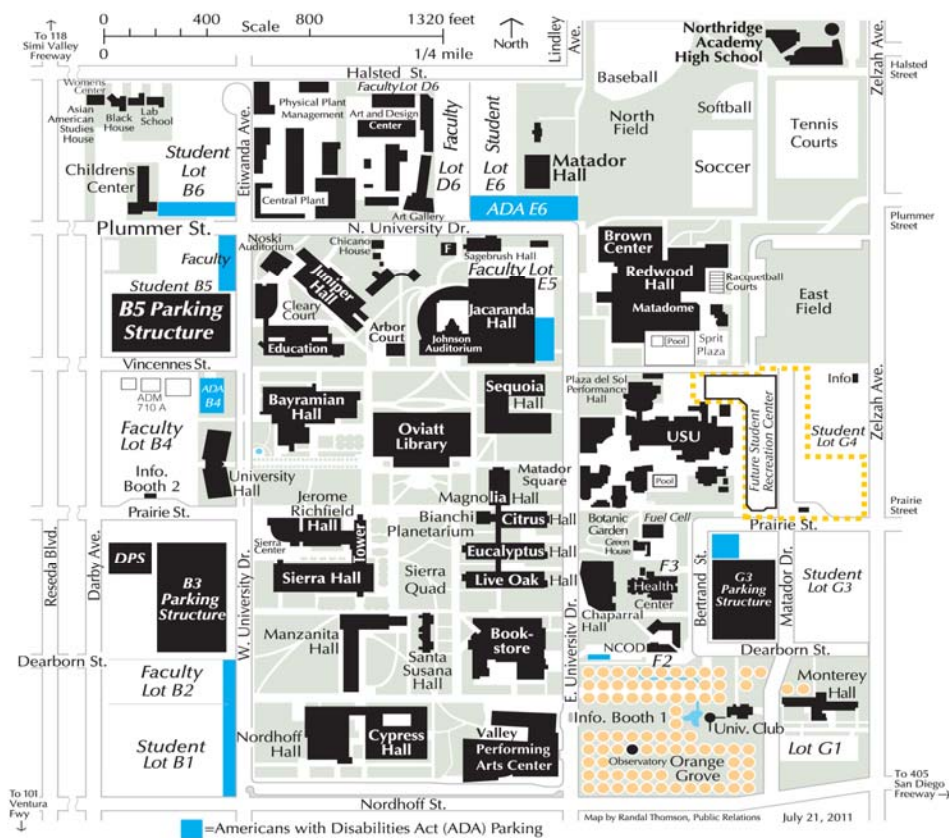 To 118
Simi Valley
Freeway
0 400 800 1320 feet
Scale
1/4 mile
North
Lindley
Ave.
Northridge
Academy
High School
Zelzah Ave.
Halsted
Street
Halsted St.
Womens
Center
Asian
American
Studies
House
Black
House
Lab
School
Childrens
Center
Student
Lot
B6
Etiwanda Ave.
Physical Plant
Management
Faculty Lot D6
Art and Design
Center
Central Plant
Art Gallery
Faculty
Lot
D6
Student
Lot
E6
ADA E6
Matador
Hall
Baseball
Softball
North
Field
Soccer
Tennis
Courts
Plummer St.
N. University Dr.
Plummer
Street
Faculty
Student B5
B5 Parking
Structure
Noski
Auditorium
Chicano
House
Juniper
Hall
Cleary
Court
Education
Arbor
Court
F
Sagebrush Hall
Faculty Lot
E5
Jacaranda
Hall
Johnson
Auditorium
Brown
Center
Redwood
Hall
Matadome
Racquetball
Courts
Pool
Sprit
Plaza
East
Field
Vincennes St.
ADM
710 A
ADA
B4
Faculty
Lot B4
Info.
Booth 2
University
Hall
Bayramian
Hall
Oviatt
Library
Sequoia
Hall
Matador
Square
Magnolia Hall
Plaza del Sol
Performance
Hall
USU
Pool
Future Student
Recreation Center
Info
Student
Lot G4
Zelzah Ave.
Prairie St.
Prairie St.
Prairie
Street
Reseda Blvd.
Darby Ave.
DPS
B3
Parking
Structure
W. University Dr.
Jerome
Richfield
Hall
Sierra
Center
Tower
Sierra Hall
Bianchi
Planetarium
Citrus Hall
Eucalyptus Hall
Live Oak Hall
Sierra
Quad
E. University Dr.
Botanic
Garden
Fuel Cell
Green
House
F3
Health
Center
Chaparral
Hall
NCOD
F2
Bertrand St.
G3
Parking
Structure
Matador Dr.
Student
Lot G3
Dearborn St.
Dearborn St.
Manzanita
Hall
Santa
Susana
Hall
Book-
store
Faculty
Lot B2
Student
Lot B1
Nordhoff
Hall
Cypress
Hall
Valley
Performing
Arts Center
Info. Booth 1
Univ. Club
Observatory
Orange
Grove
Monterey
Hall
Lot G1
To 101
Ventura
Fwy
Nordhoff St.
To 405
San Diego
Freeway
=Americans with Disabilities Act (ADA) Parking
Map by Randal Thomson, Public Relations
July 21, 2011